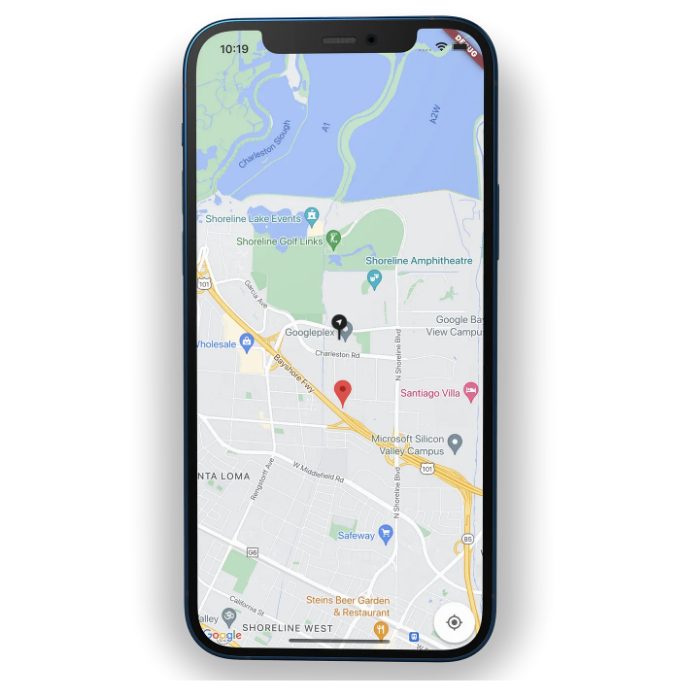 10:19
DEBUG
Charleston Slough
A1
A2W
Shoreline Lake Events
Shoreline Golf Links
Shoreline Amphitheatre
101
Garcia Ave
Googleplex
Google Bay
View Campu
N Shoreline Blvd
Wholesale
Charleston Rd
Bayshore Fwy
Santiago Villa
Microsoft Silicon
Valley Campus
101
NTA LOMA
Rengstorff Ave
W Middlefield Rd
N Shoreline Blvd
Safeway
85
G6
California St
Steins Beer Garden
& Restaurant
alley
SHORELINE WEST
Google